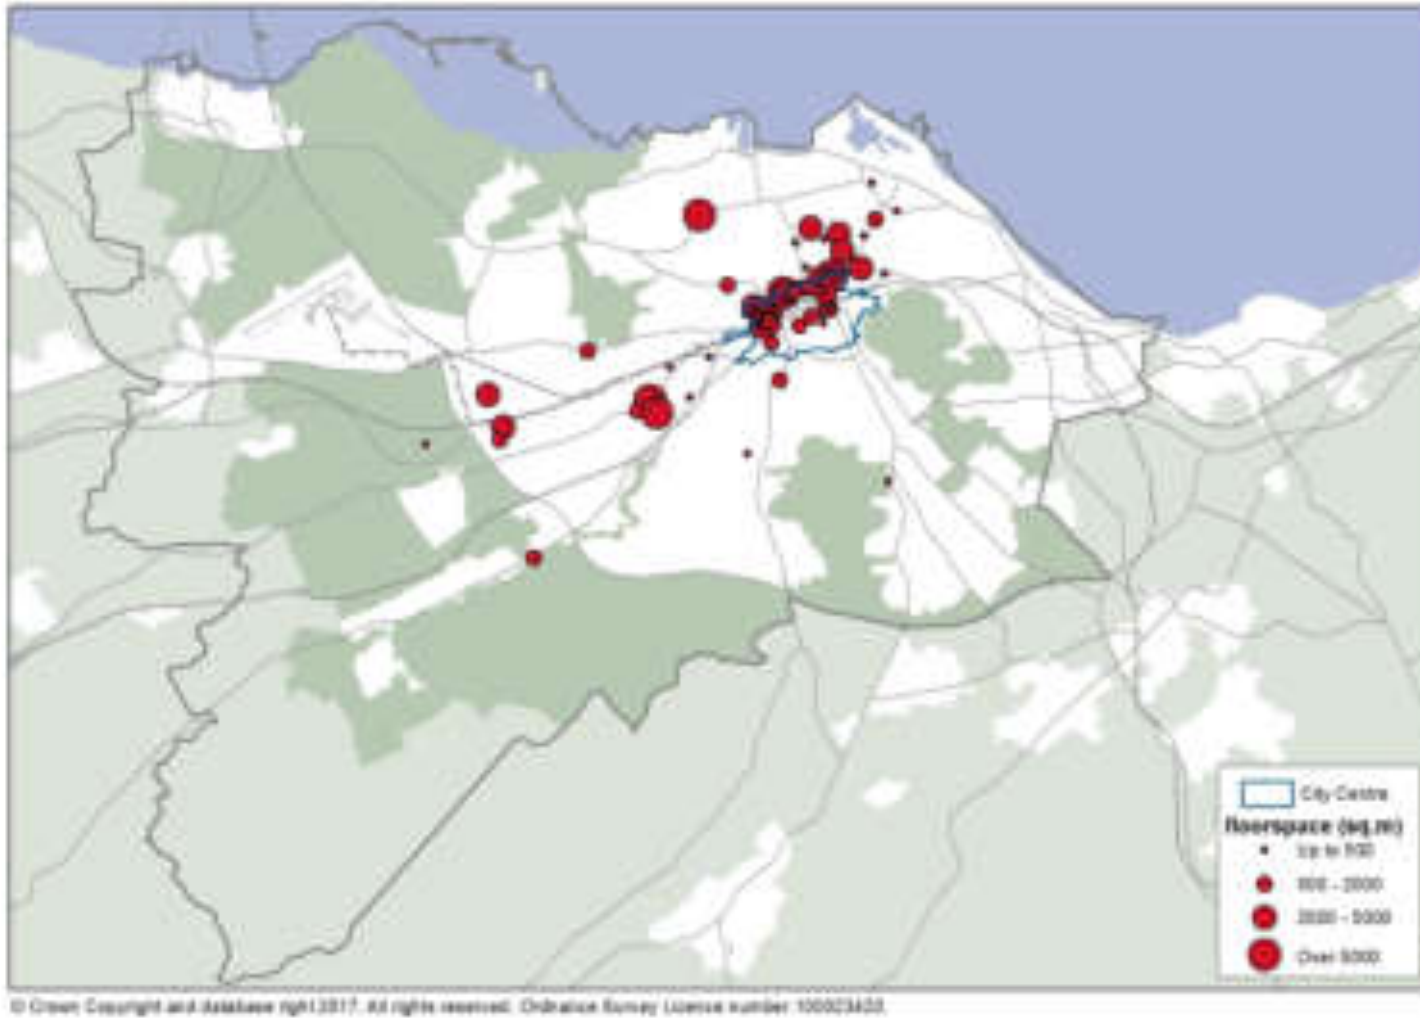 City Centre
floorspace (sq.m)
Up to 500
500 - 2000
2000 - 5000
Over 5000
© Crown Copyright and database right 2017. All rights reserved. Ordnance Survey License number 100023420.